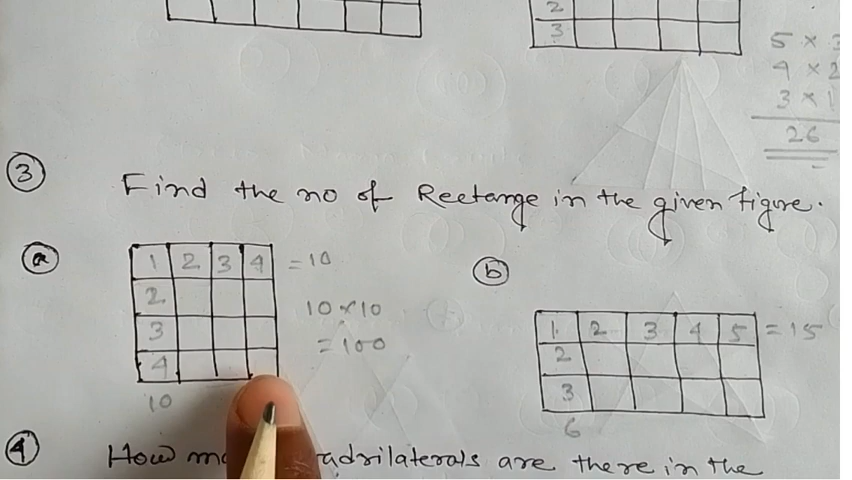 2
3
5 ×
4 × 2
3 × 1
26
3 Find the no of Rectange in the given figure.
a
1 2 3 4 = 10
2
3
4
10
10 × 10
= 100
b
1 2 3 4 5 = 15
2
3
6
4 How
adrilaterals are there in the